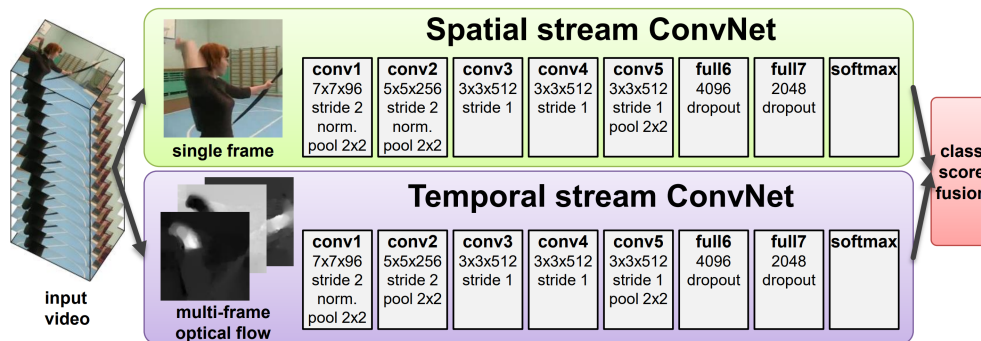 Spatial stream ConvNet
conv1
7x7x96
stride 2
norm.
pool 2x2
conv2
5x5x256
stride 2
norm.
pool 2x2
conv3
3x3x512
stride 1
conv4
3x3x512
stride 1
conv5
3x3x512
stride 1
pool 2x2
full6
4096
dropout
full7
2048
dropout
softmax
single frame
Temporal stream ConvNet
conv1
7x7x96
stride 2
norm.
pool 2x2
conv2
5x5x256
stride 2
pool 2x2
conv3
3x3x512
stride 1
conv4
3x3x512
stride 1
conv5
3x3x512
stride 1
pool 2x2
full6
4096
dropout
full7
2048
dropout
softmax
multi-frame
optical flow
input
video
class
score
fusion